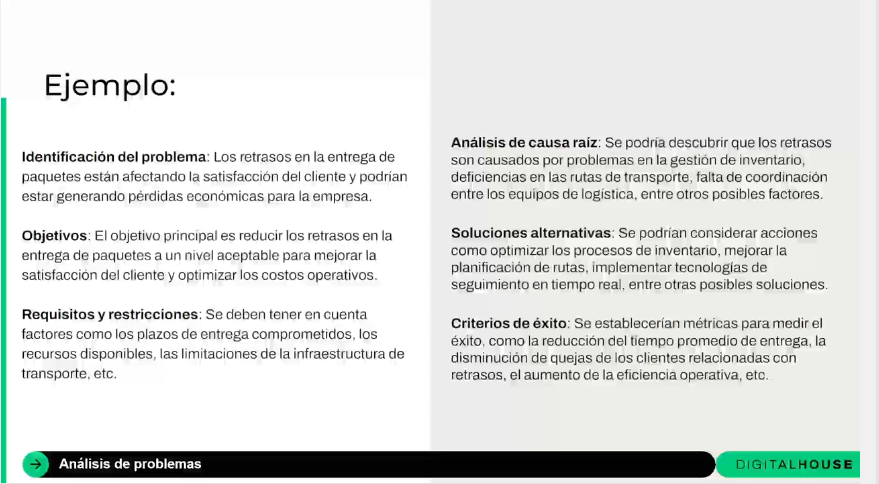 Ejemplo:
Identificación del problema: Los retrasos en la entrega de
paquetes están afectando la satisfacción del cliente y podrían
estar generando pérdidas económicas para la empresa.
Objetivos: El objetivo principal es reducir los retrasos en la
entrega de paquetes a un nivel aceptable para mejorar la
satisfacción del cliente y optimizar los costos operativos.
Requisitos y restricciones: Se deben tener en cuenta
factores como los plazos de entrega comprometidos, los
recursos disponibles, las limitaciones de la infraestructura de
transporte, etc.
Análisis de causa raíz: Se podría descubrir que los retrasos
son causados por problemas en la gestión de inventario,
deficiencias en las rutas de transporte, falta de coordinación
entre los equipos de logística, entre otros posibles factores.
Soluciones alternativas: Se podrían considerar acciones
como optimizar los procesos de inventario, mejorar la
planificación de rutas, implementar tecnologías de
seguimiento en tiempo real, entre otras posibles soluciones.
Criterios de éxito: Se establecerían métricas para medir el
éxito, como la reducción del tiempo promedio de entrega, la
disminución de quejas de los clientes relacionadas con
retrasos, el aumento de la eficiencia operativa, etc.
Análisis de problemas
DIGITALHOUSE